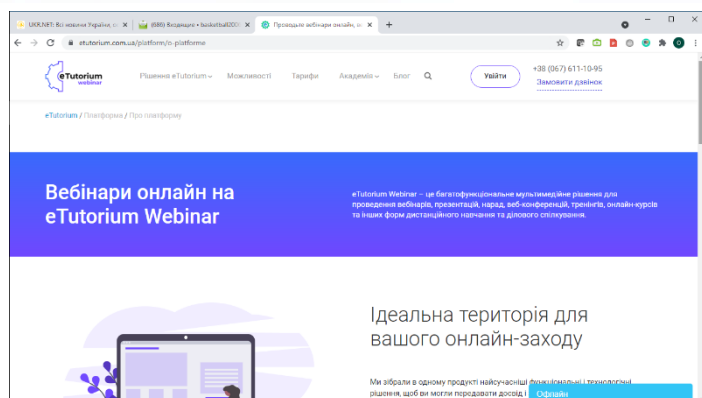 UKR.NET: Всі новини України, о
(686) Входящие • basketball200
Проводьте вебінари онлайн, в
etutorium.com.ua/platform/o-platforme
eTutorium
webinar
Рішення eTutorium
Можливості
Тарифи
Академія
Блог
Увійти
+38 (067) 611-10-95
Замовити дзвінок
eTutorium / Платформа / Про платформу
Вебінари онлайн на
eTutorium Webinar
eTutorium Webinar – це багатофункціональне мультимедійне рішення для
проведення вебінарів, презентацій, нарад, веб-конференцій, тренінгів, онлайн-курсів
та інших форм дистанційного навчання та ділового спілкування.
Ідеальна територія для
вашого онлайн-заходу
Ми зібрали в одному продукті найсучасніші функціональні і технологічні
рішення, щоб ви могли передавати досвід і
Офлайн